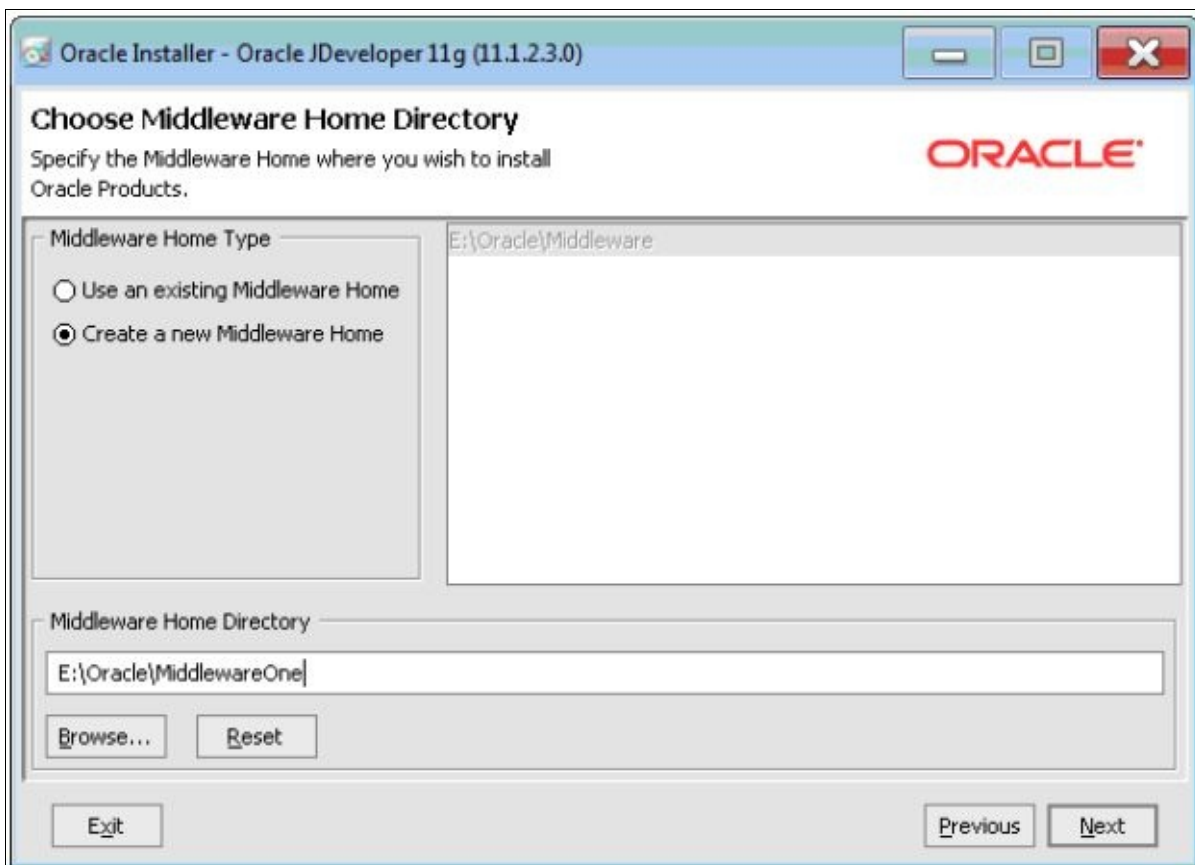 Oracle Installer - Oracle JDeveloper 11g (11.1.2.3.0)
Choose Middleware Home Directory
Specify the Middleware Home where you wish to install
Oracle Products.
ORACLE
Middleware Home Type
Use an existing Middleware Home
Create a new Middleware Home
E:\Oracle\Middleware
Middleware Home Directory
E:\Oracle\MiddlewareOne
Browse... Reset
Exit Previous Next